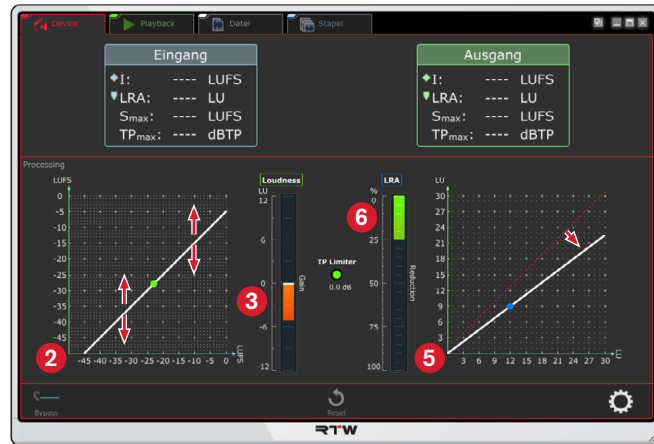 Device
Playback
Datei
Stapel
Eingang
I: ---- LUFS
LRA: ---- LU
Smax: ---- LUFS
TPmax: ---- dBTP
Ausgang
I: ---- LUFS
LRA: ---- LU
Smax: ---- LUFS
TPmax: ---- dBTP
Processing
LUFS
0
-5
-10
-15
-20
-25
-30
-35
-40
-45
-45 -40 -35 -30 -25 -20 -15 -10 -5 0
LUFS
2
Loudness
LU
12
6
0
-6
-12
Gain
3
TP Limiter
0.0 dB
LRA
%
0
25
50
75
100
Reduction
6
LU
30
27
24
21
18
15
12
9
6
3
3 6 9 12 15 18 21 24 27 30
LU
5
Bypass
Reset
RTW